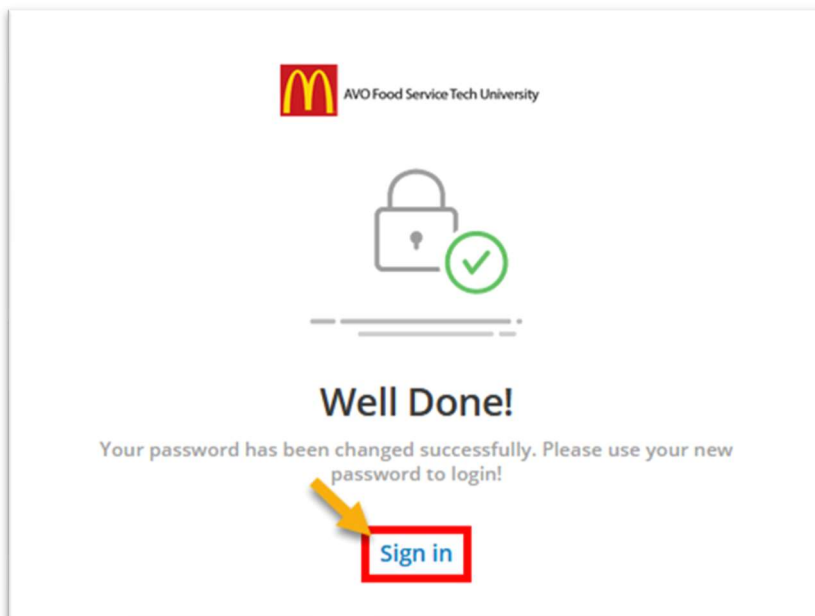 AVO Food Service Tech University
Well Done!
Your password has been changed successfully. Please use your new
password to login!
Sign in